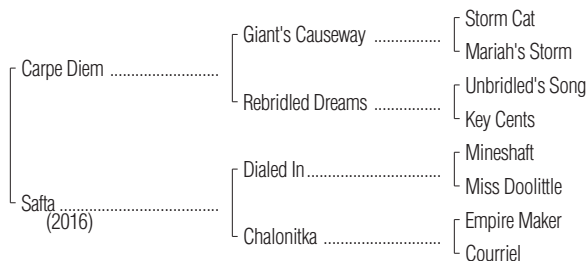 Storm Cat
Giant's Causeway
Mariah's Storm
Carpe Diem
Unbridled's Song
Rebridled Dreams
Key Cents
Mineshaft
Dialed In
Miss Doolittle
Safta
(2016)
Empire Maker
Chalonitka
Courriel